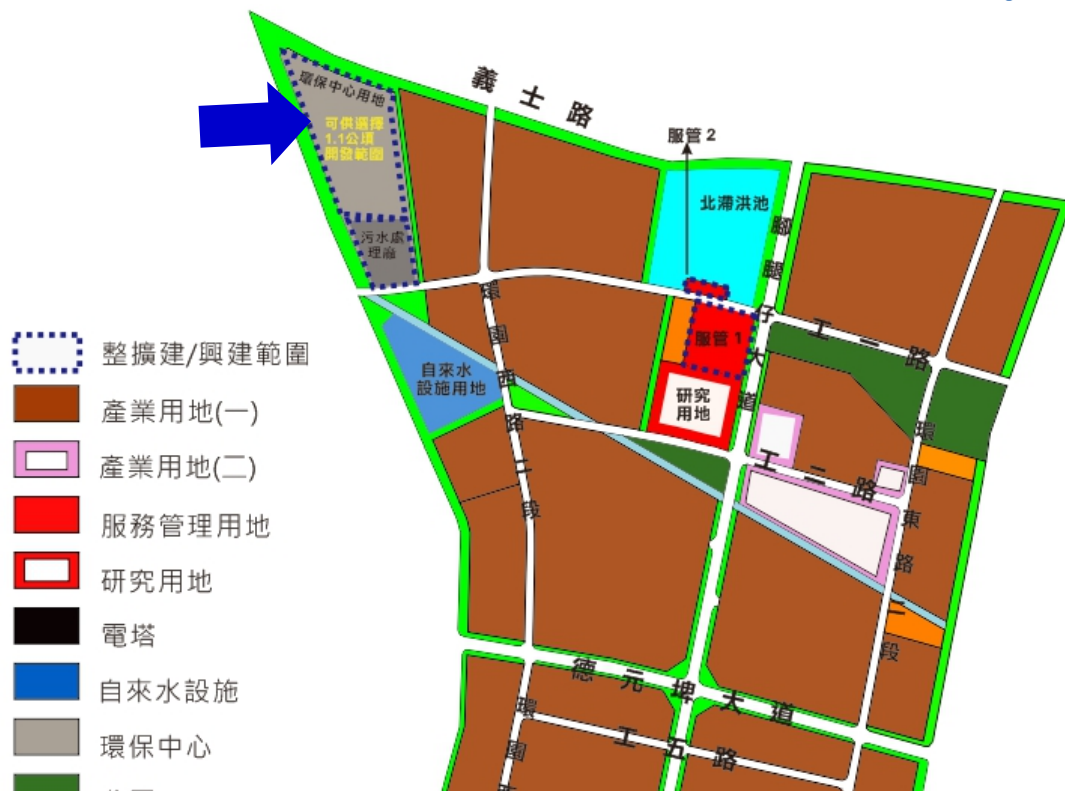 義士路
環保中心用地
可供選擇
1.1公頃
開發範圍
污水處
理廠
服管 2
北滯洪池
腳腿仔大道
服管 1
研究
用地
工一路
環園西路二段
自來水
設施用地
工二路
環園東路二段
德元埤大道
工五路
環園西
整擴建/興建範圍
產業用地(一)
產業用地(二)
服務管理用地
研究用地
電塔
自來水設施
環保中心